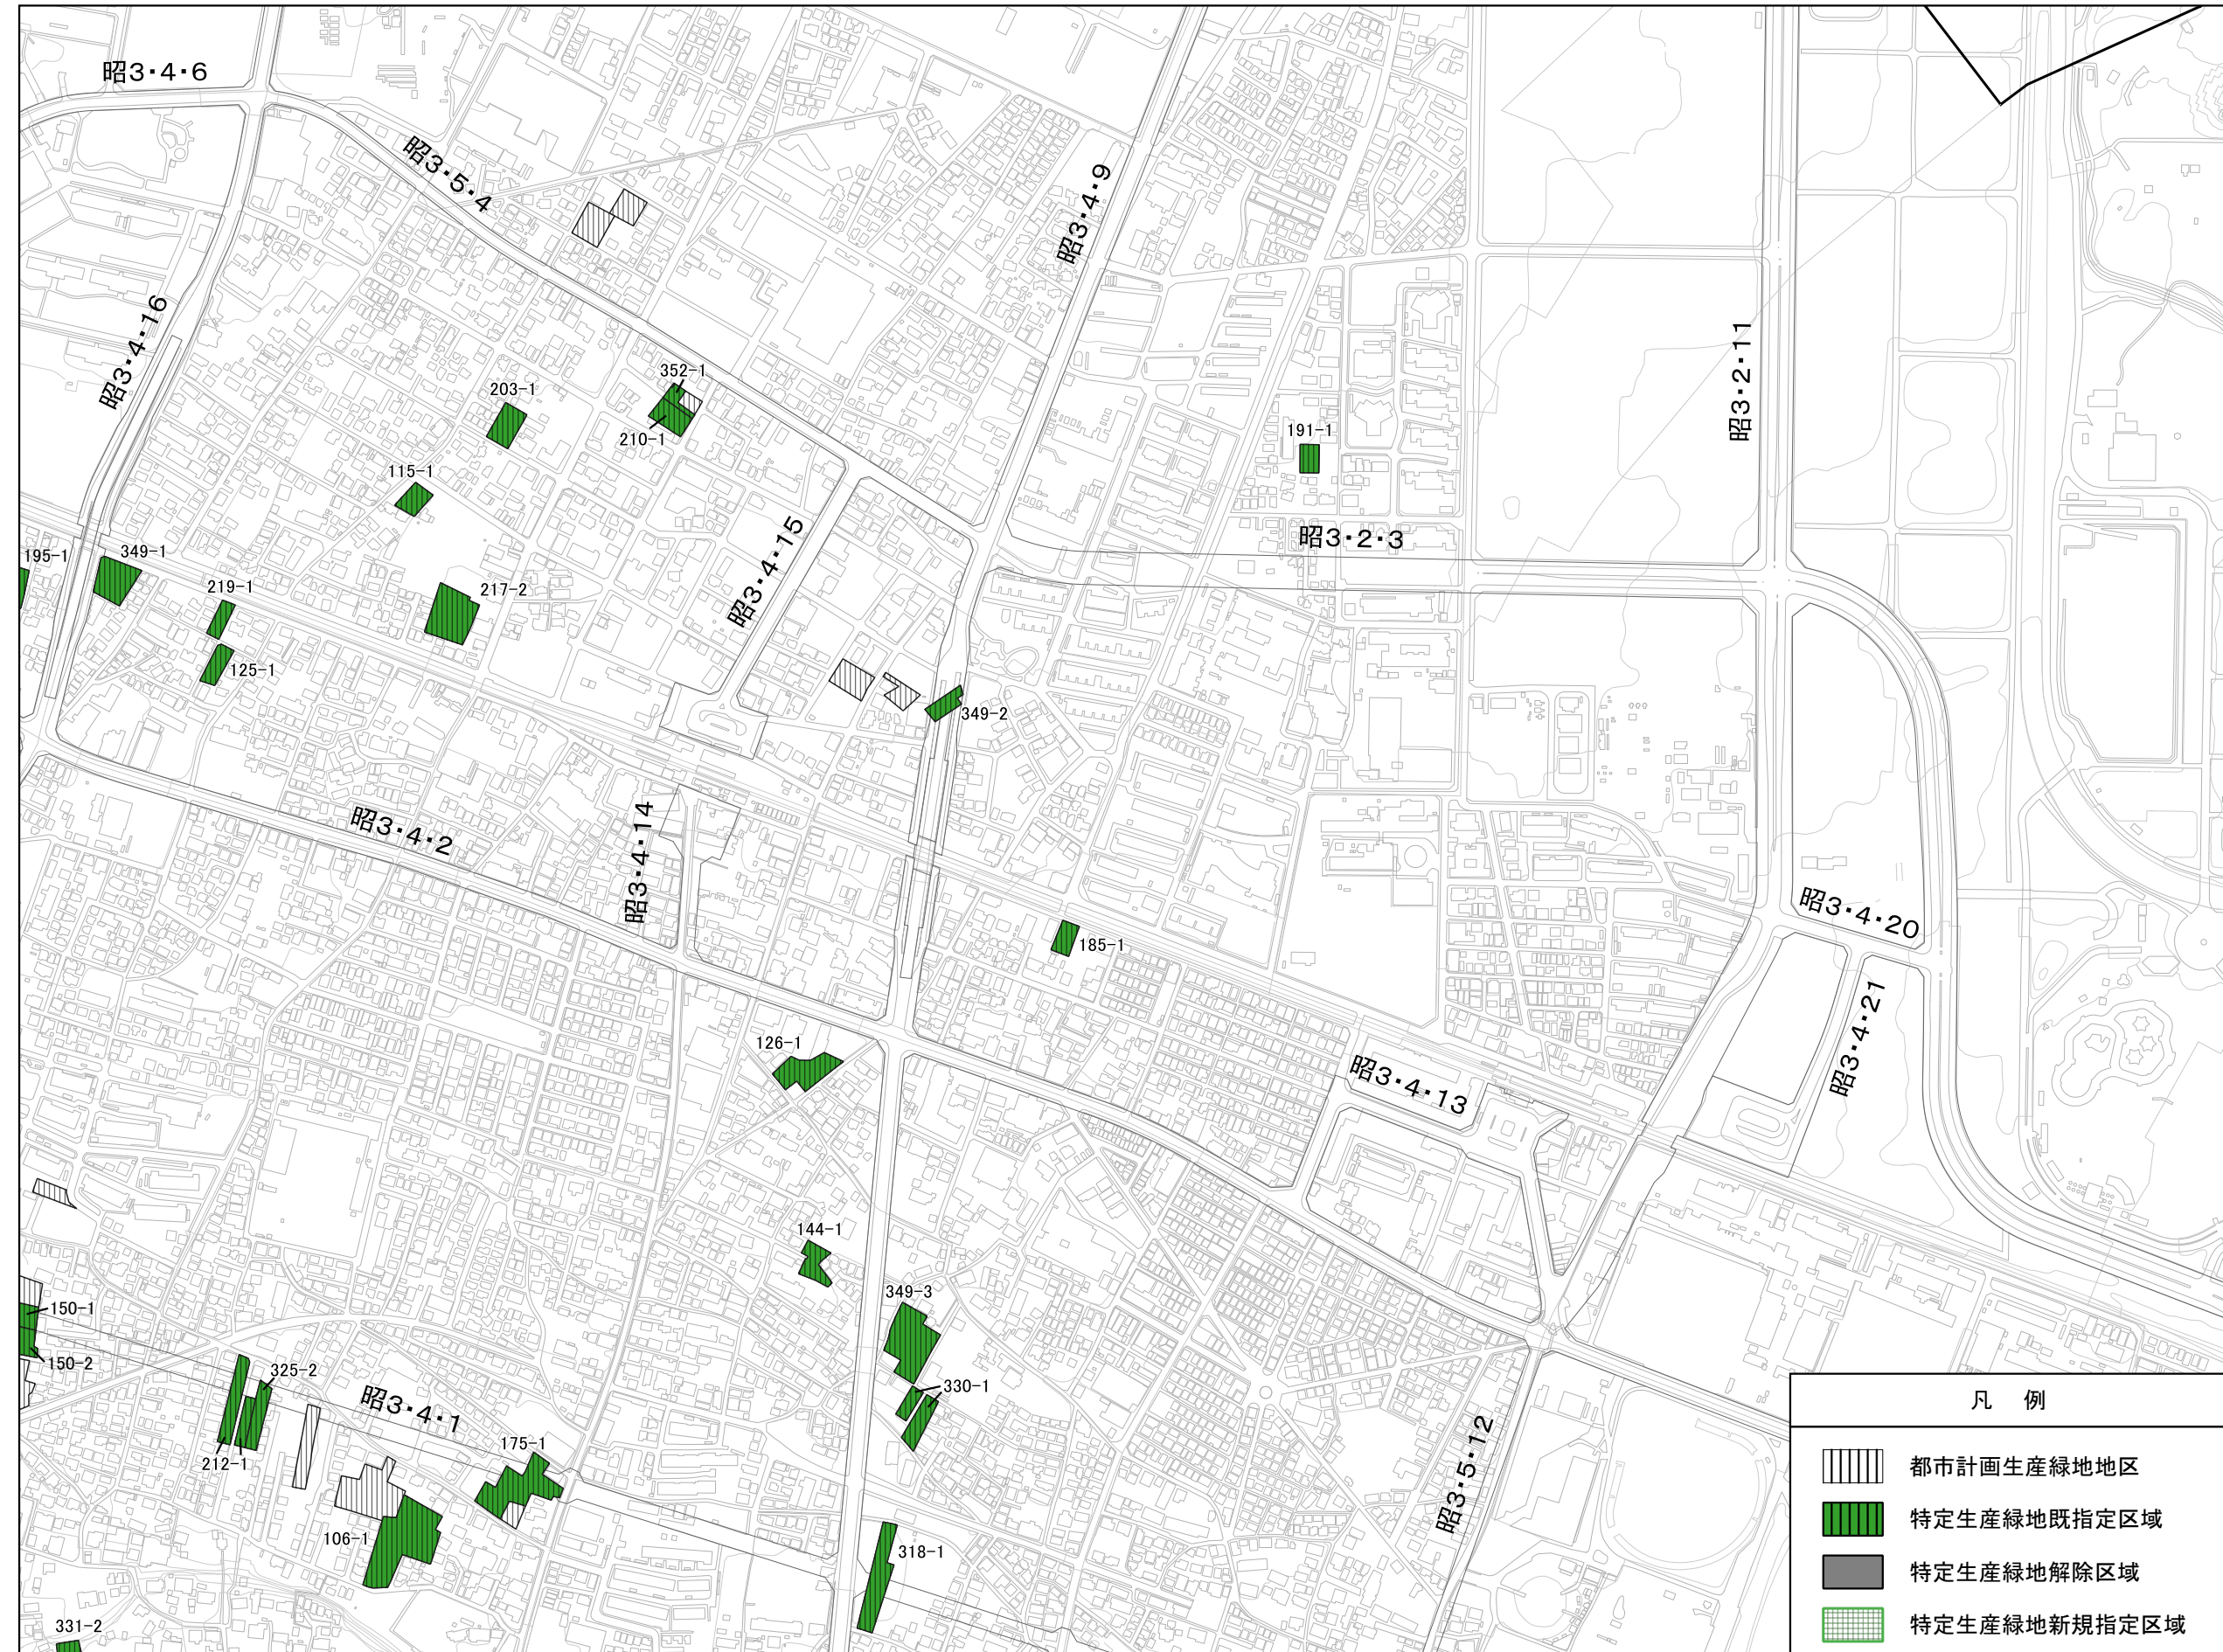 昭3・4・6
昭3・5・4
昭3・4・9
昭3・4・16
昭3・2・11
352-1
203-1
210-1
191-1
115-1
昭3・4・15
昭3・2・3
195-1
349-1
219-1
217-2
125-1
349-2
昭3・4・2
昭3・4・14
昭3・4・20
185-1
昭3・4・21
126-1
昭3・4・13
144-1
349-3
150-1
150-2
325-2
330-1
昭3・4・1
212-1
175-1
昭3・5・12
106-1
318-1
331-2
凡 例
都市計画生産緑地地区
特定生産緑地既指定区域
特定生産緑地解除区域
特定生産緑地新規指定区域